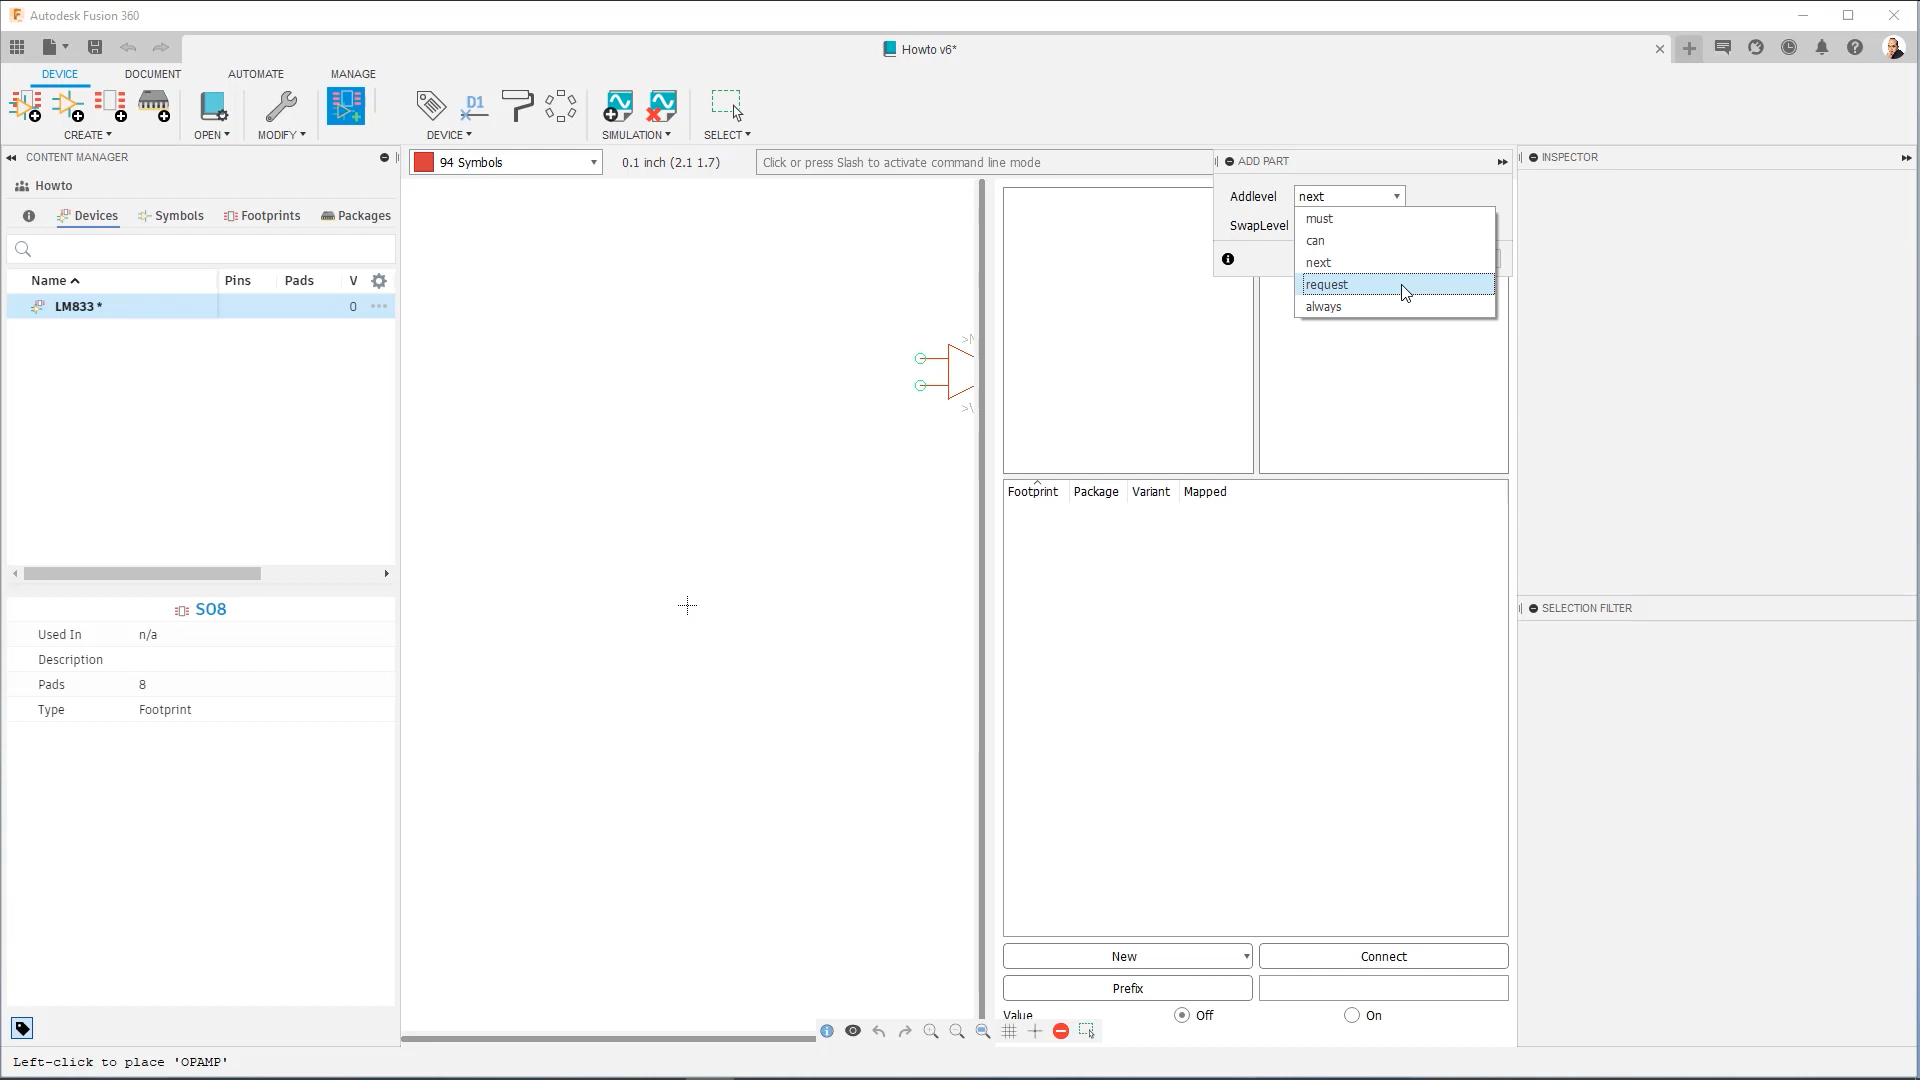 Autodesk Fusion 360
Howto v6*
DEVICE
DOCUMENT
AUTOMATE
MANAGE
D1
CREATE
OPEN
MODIFY
DEVICE
SIMULATION
SELECT
CONTENT MANAGER
94 Symbols
0.1 inch (2.1 1.7)
Click or press Slash to activate command line mode
ADD PART
INSPECTOR
Howto
Devices
Symbols
Footprints
Packages
Addlevel
next
SwapLevel
must
can
next
request
always
Name
Pins
Pads
V
LM833 *
0
>N
>V
Footprint
Package
Variant
Mapped
SO8
SELECTION FILTER
Used In
n/a
Description
Pads
8
Type
Footprint
New
Connect
Prefix
Value
Off
On
Left-click to place 'OPAMP'